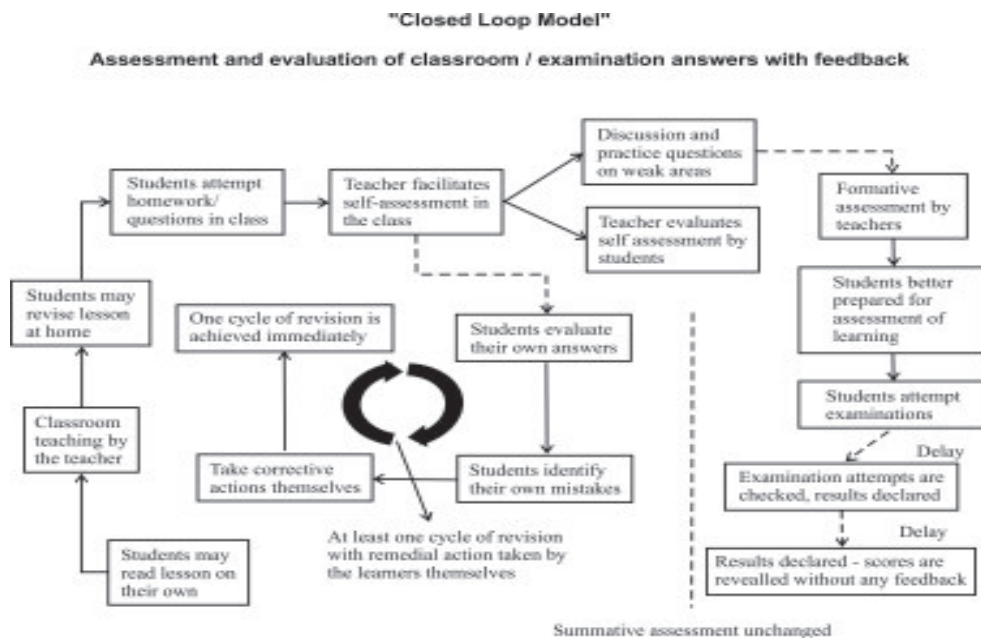 "Closed Loop Model"
Assessment and evaluation of classroom / examination answers with feedback
Discussion and
practice questions
on weak areas
Students attempt
homework/
questions in class
Teacher facilitates
self-assessment in
the class
Formative
assessment by
teachers
Teacher evaluates
self assessment by
students
Students may
revise lesson
at home
One cycle of revision is
achieved immediately
Students evaluate
their own answers
Students better
prepared for
assessment of
learning
Students attempt
examinations
Classroom
teaching by
the teacher
Delay
Take corrective
actions themselves
Students identify
their own mistakes
Examination attempts are
checked, results declared
Delay
At least one cycle of revision
with remedial action taken by
the learners themselves
Students may
read lesson on
their own
Results declared - scores are
revealled without any feedback
Summative assessment unchanged